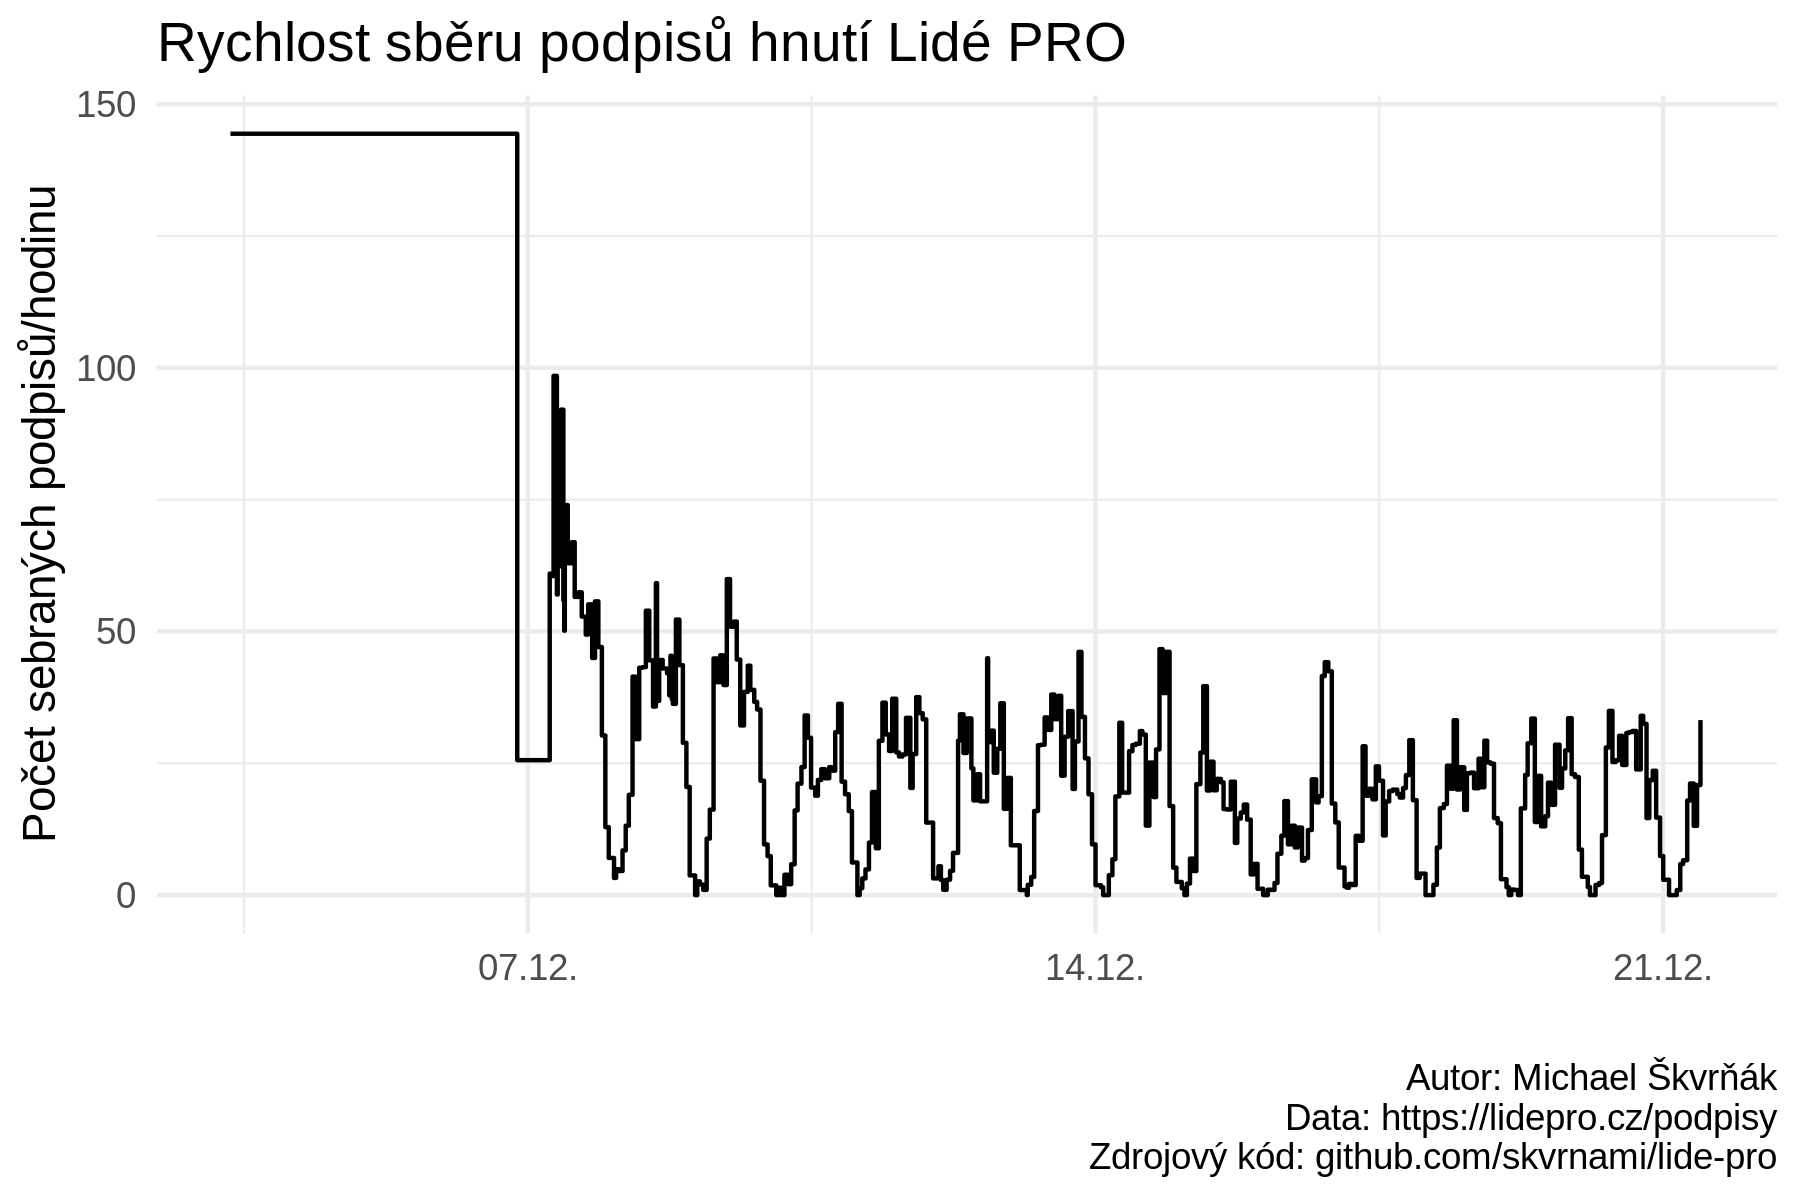 Rychlost sběru podpisů hnutí Lidé PRO
Počet sebraných podpisů/hodinu
150
100
50
0
07.12.
14.12.
21.12.
Autor: Michael Škvrňák
Data: https://lidepro.cz/podpisy
Zdrojový kód: github.com/skvrnami/lide-pro